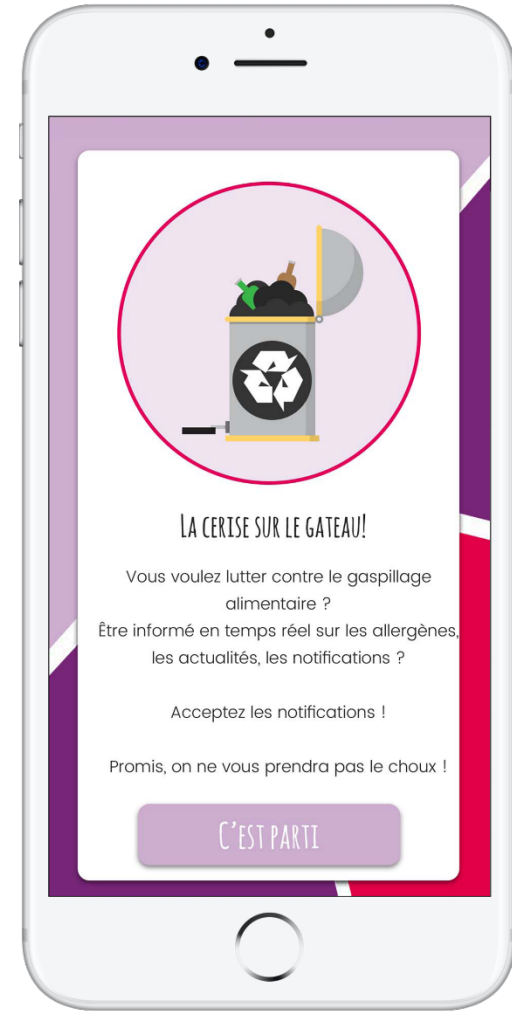 La cerise sur le gateau!
Vous voulez lutter contre le gaspillage
alimentaire ?
Être informé en temps réel sur les allergènes,
les actualités, les notifications ?
Acceptez les notifications !
Promis, on ne vous prendra pas le choux !
C'est parti